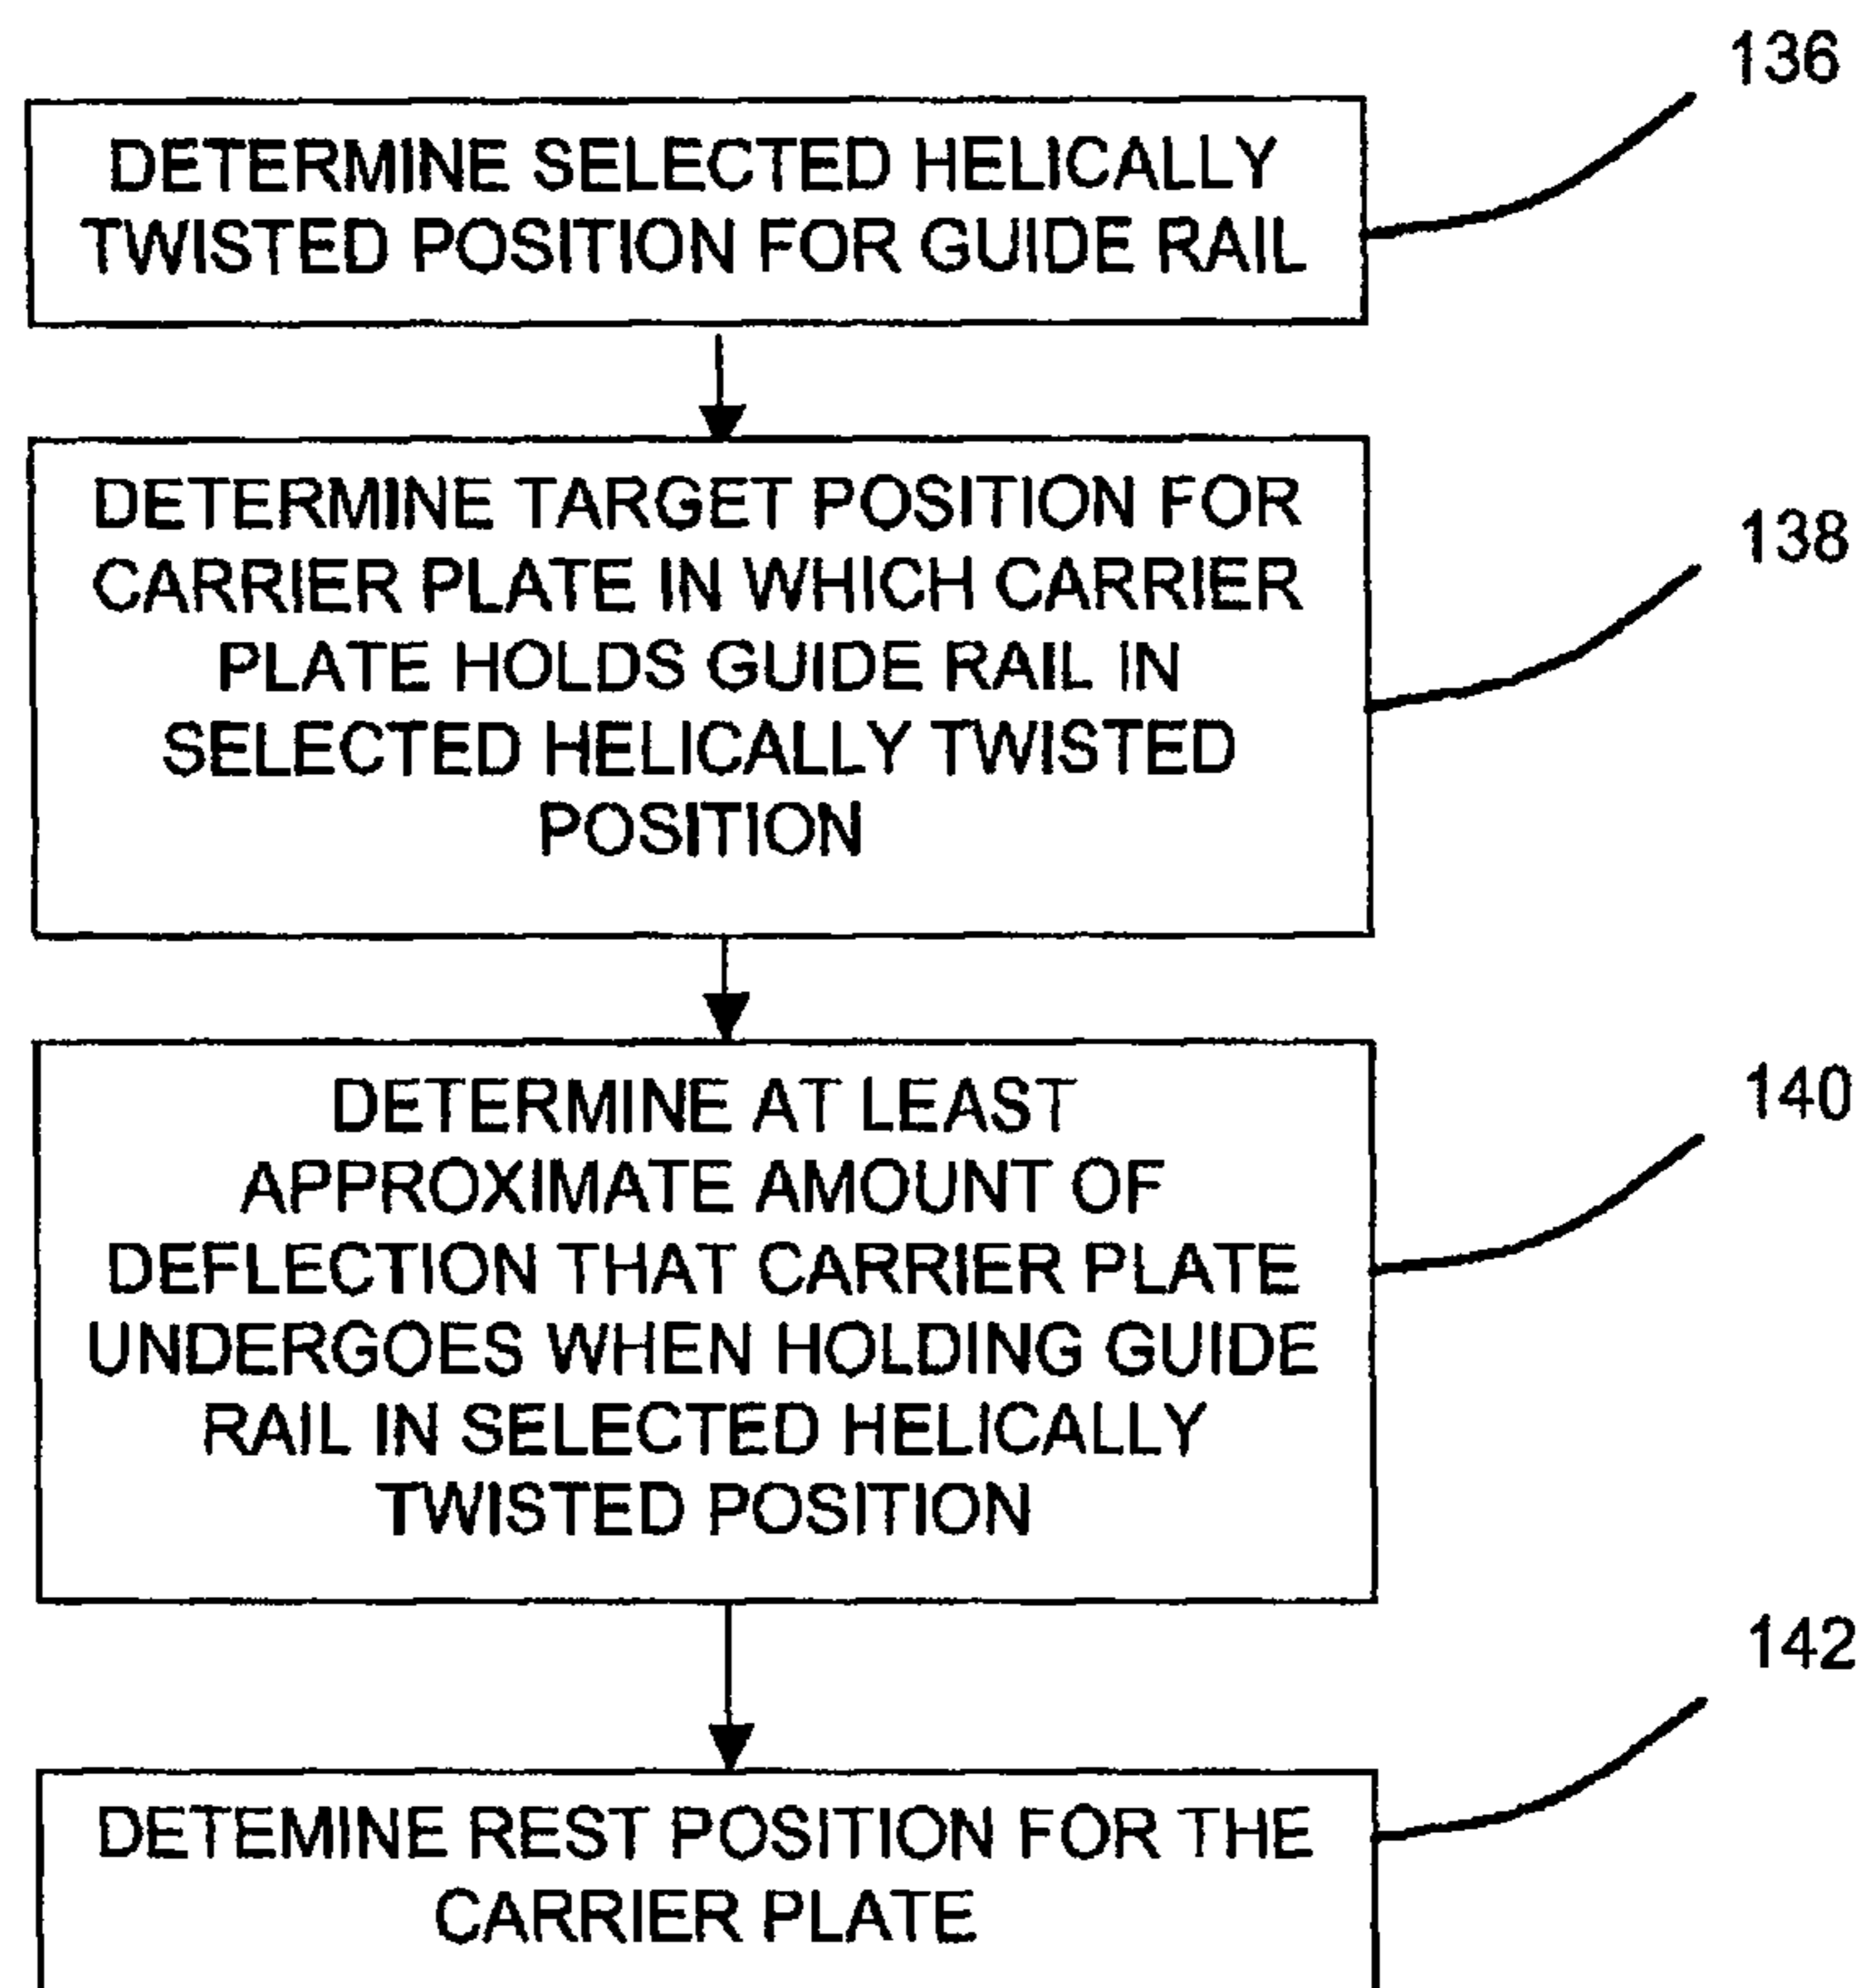 136
DETERMINE SELECTED HELICALLY
TWISTED POSITION FOR GUIDE RAIL
DETERMINE TARGET POSITION FOR
CARRIER PLATE IN WHICH CARRIER
PLATE HOLDS GUIDE RAIL IN
SELECTED HELICALLY TWISTED
POSITION
138
DETERMINE AT LEAST
APPROXIMATE AMOUNT OF
DEFLECTION THAT CARRIER PLATE
UNDERGOES WHEN HOLDING GUIDE
RAIL IN SELECTED HELICALLY
TWISTED POSITION
140
DETEMINE REST POSITION FOR THE
CARRIER PLATE
142